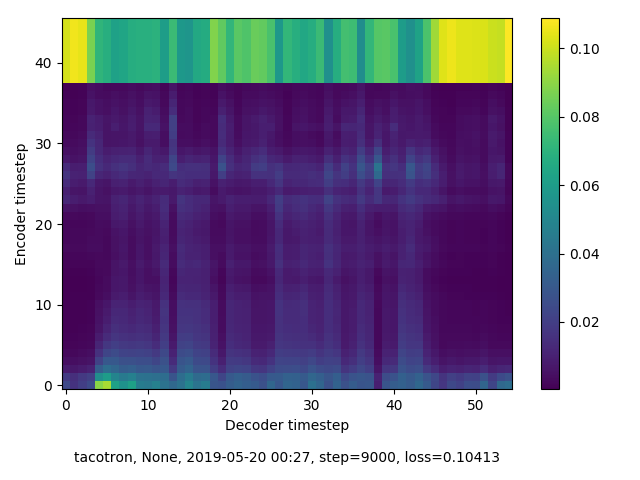 0.10
40
0.08
30
0.06
20
0.04
10
0.02
0
0 10 20 30 40 50
Encoder timestep
Decoder timestep
tacotron, None, 2019-05-20 00:27, step=9000, loss=0.10413